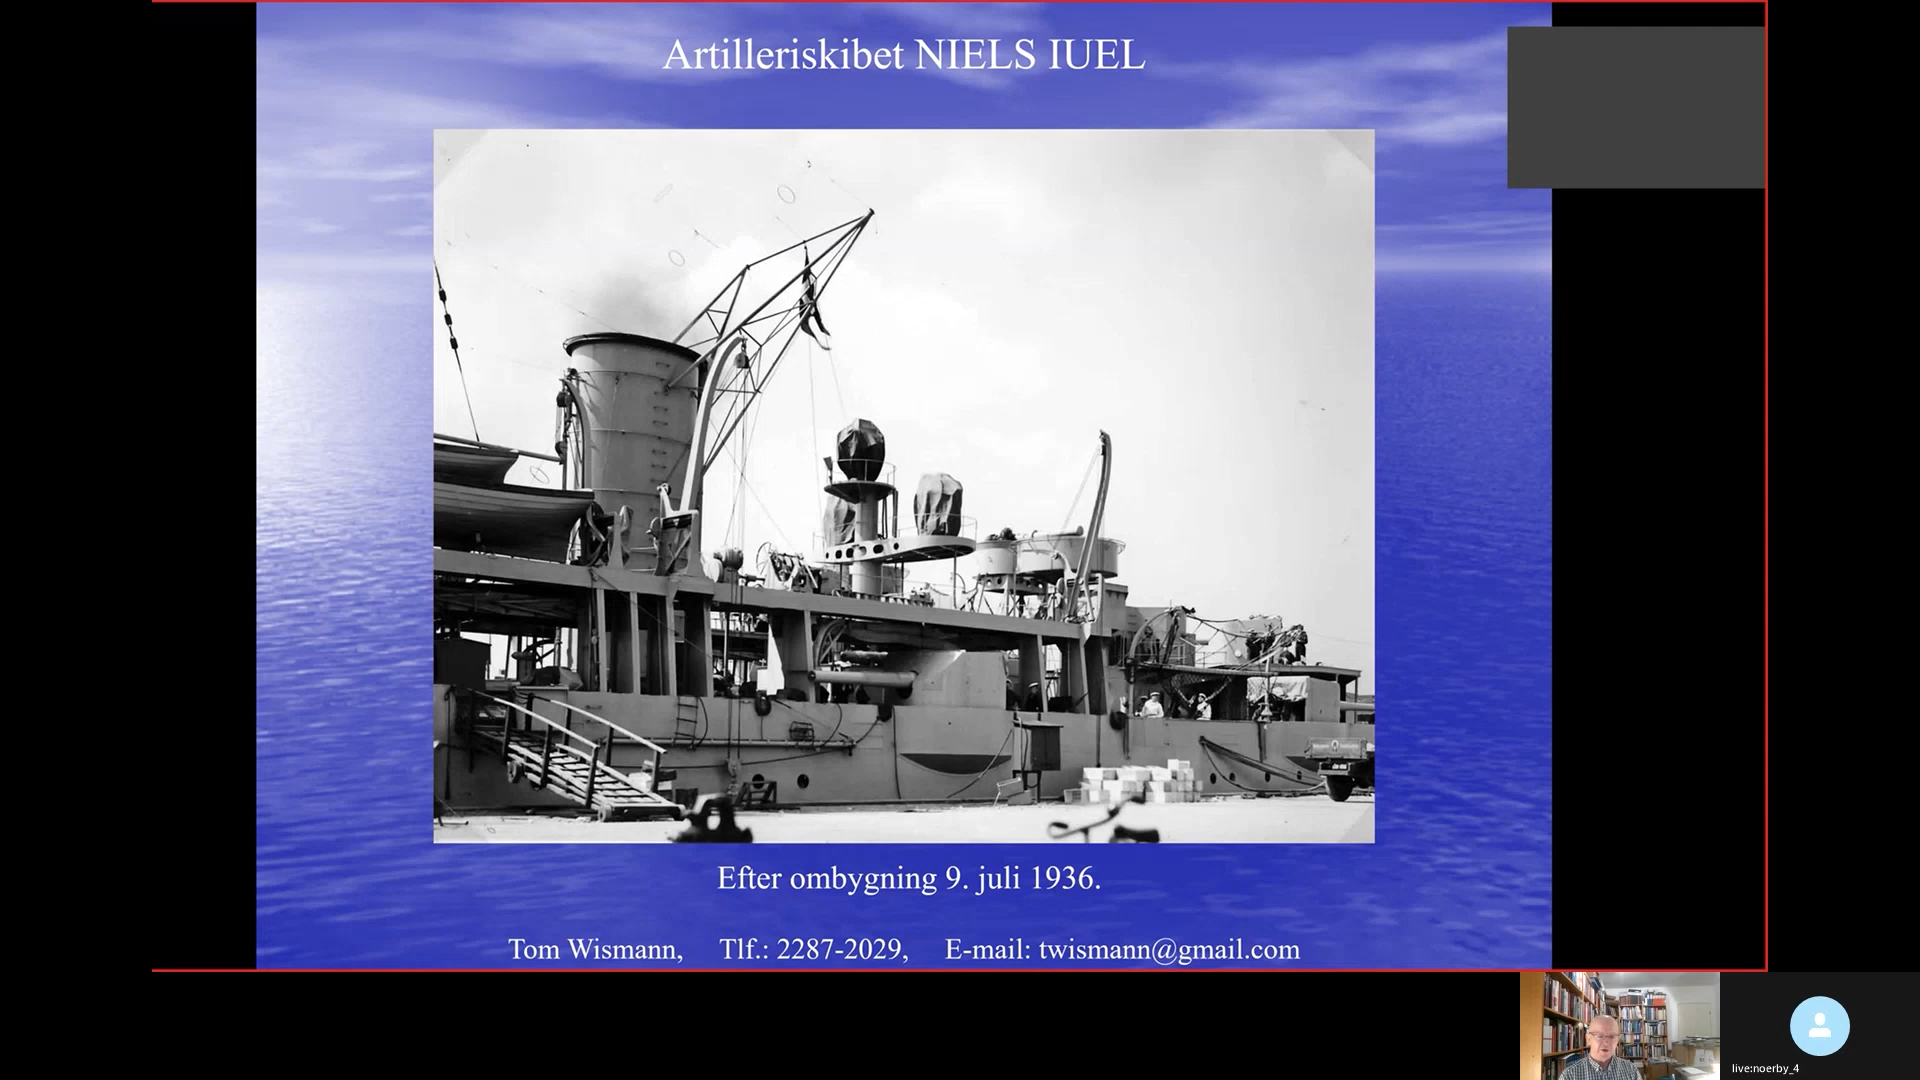 Artilleriskibet NIELS IUEL
Efter ombygning 9. juli 1936.
Tom Wismann, Tlf.: 2287-2029, E-mail: twismann@gmail.com
live:noerby_4